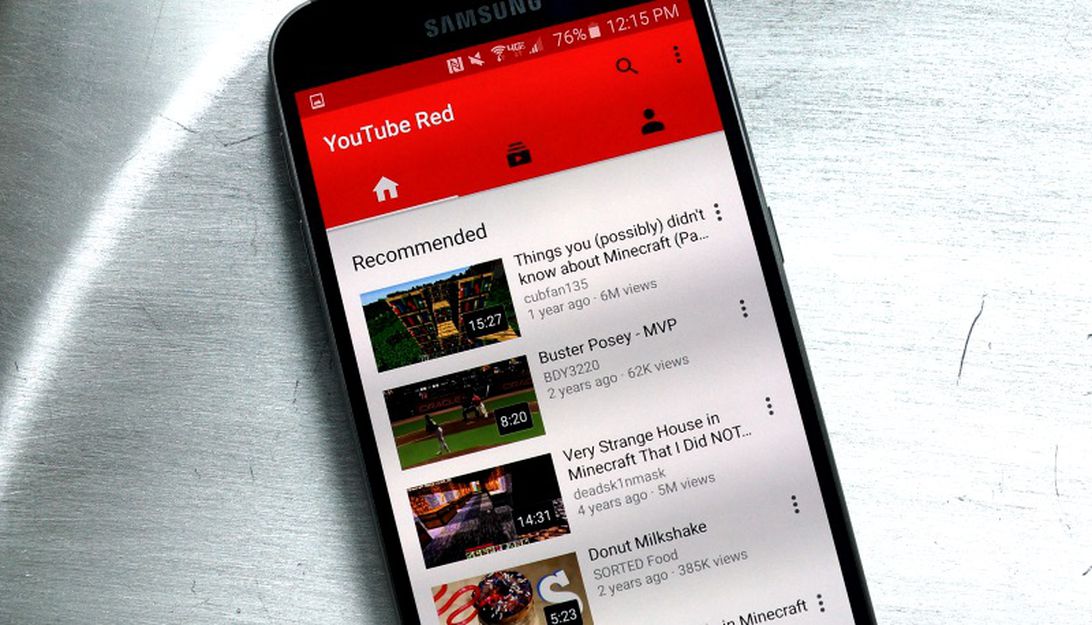 SAMSUNG
76% 12:15 PM
YouTube Red
Recommended
Things you (possibly) didn't
know about Minecraft (Pa...
cubfan135
1 year ago · 6M views
15:27
Buster Posey - MVP
BDY3220
2 years ago · 62K views
ORACLE
8:20
Very Strange House in
Minecraft That I Did NOT...
deadsk1nmask
4 years ago · 5M views
14:31
Donut Milkshake
SORTED Food
2 years ago · 385K views
S
5:23
in Minecraft